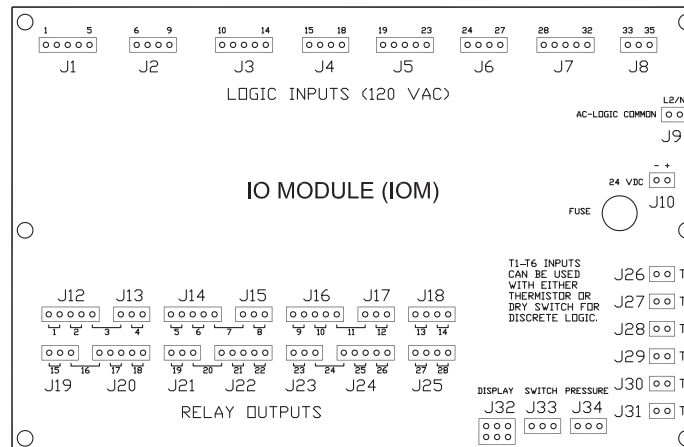 1 5 6 9 10 14 15 18 19 23 24 27 28 32 33 35
J1 J2 J3 J4 J5 J6 J7 J8
LOGIC INPUTS (120 VAC)
L2/N
AC-LOGIC COMMON
J9
- +
24 VDC
J10
IO MODULE (IOM)
FUSE
T1-T6 INPUTS
CAN BE USED
WITH EITHER
THERMISTOR OR
DRY SWITCH FOR
DISCRETE LOGIC.
J26 T
J27 T
J28 T
J29 T
J30 T
J31 T
J12 J13 J14 J15 J16 J17 J18
1 2 3 4 5 6 7 8 9 10 11 12 13 14
15 16 17 18 19 20 21 22 23 24 25 26 27 28
J19 J20 J21 J22 J23 J24 J25
RELAY OUTPUTS
DISPLAY SWITCH PRESSURE
J32 J33 J34